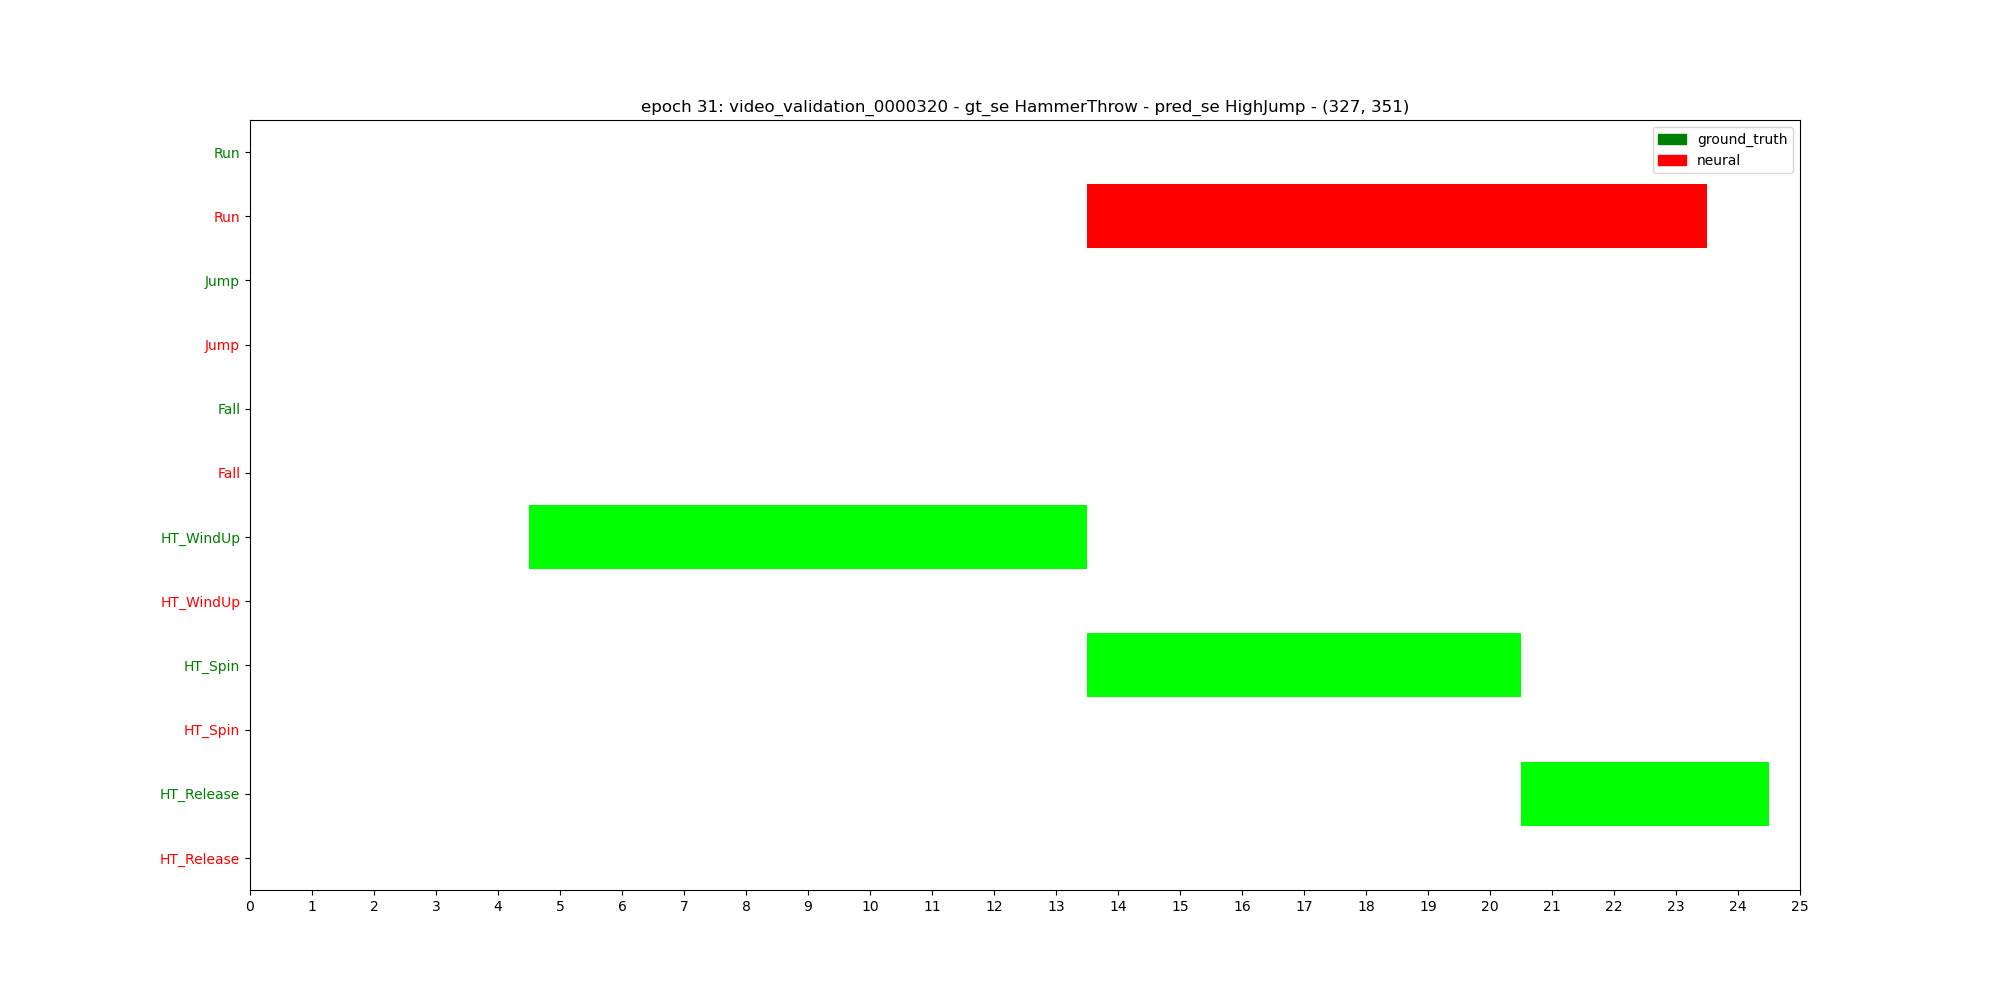 epoch 31: video_validation_0000320 - gt_se HammerThrow - pred_se HighJump - (327, 351)
ground_truth
neural
Run
Run
Jump
Jump
Fall
Fall
HT_WindUp
HT_WindUp
HT_Spin
HT_Spin
HT_Release
HT_Release
0 1 2 3 4 5 6 7 8 9 10 11 12 13 14 15 16 17 18 19 20 21 22 23 24 25